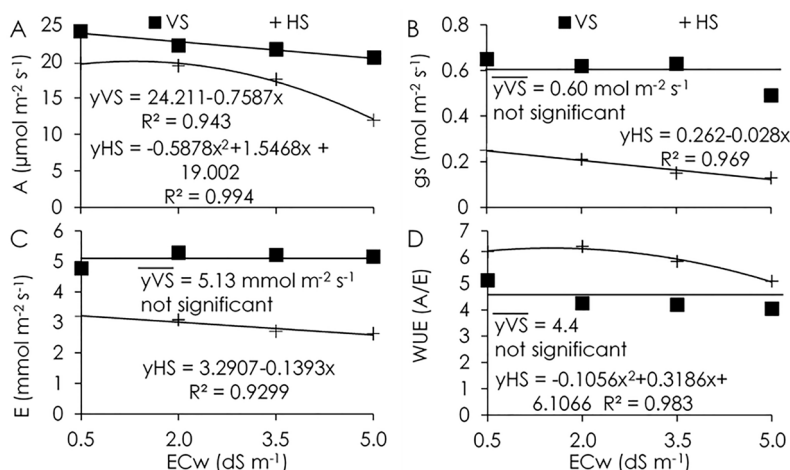 A
■ VS + HS
25
20
15
10
5
0
A (µmol m⁻² s⁻¹)
yVS = 24.211-0.7587x
R² = 0.943
yHS = -0.5878x²+1.5468x +
19.002
R² = 0.994
B
■ VS + HS
0.8
0.6
0.4
0.2
0
gs (mol m⁻² s⁻¹)
y̅V̅S̅ = 0.60 mol m⁻² s⁻¹
not significant
yHS = 0.262-0.028x
R² = 0.969
C
6
5
4
3
2
1
0
E (mmol m⁻² s⁻¹)
y̅V̅S̅ = 5.13 mmol m⁻² s⁻¹
not significant
yHS = 3.2907-0.1393x
R² = 0.9299
0.5 2.0 3.5 5.0
ECw (dS m⁻¹)
D
7
6
5
4
3
2
1
0
WUE (A/E)
y̅V̅S̅ = 4.4
not significant
yHS = -0.1056x²+0.3186x+
6.1066 R² = 0.983
0.5 2.0 3.5 5.0
ECw (dS m⁻¹)